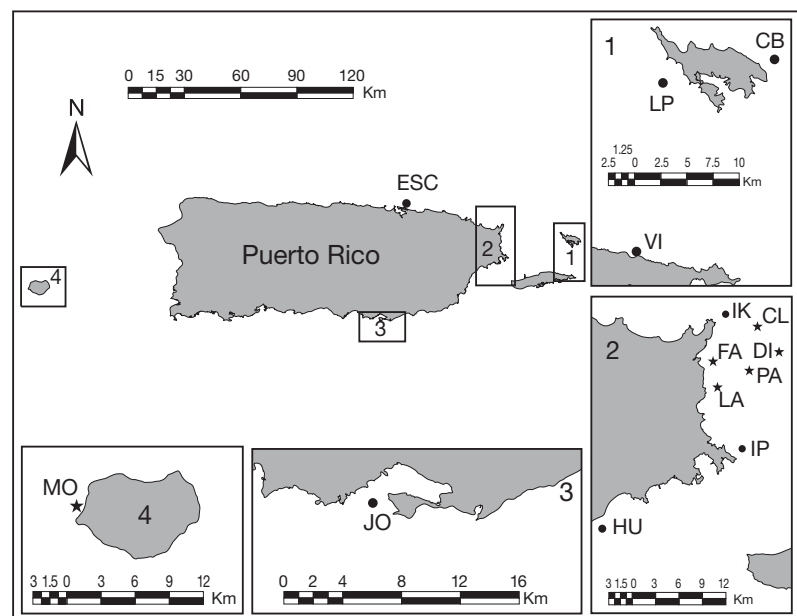 0 15 30 60 90 120
Km
N
ESC
Puerto Rico
2
1
4
3
1
CB
LP
1.25
2.5 0 2.5 5 7.5 10
Km
VI
2
IK
CL
FA
DI
PA
LA
IP
HU
3 1.5 0 3 6 9 12
Km
MO
4
3 1.5 0 3 6 9 12
Km
3
JO
0 2 4 8 12 16
Km